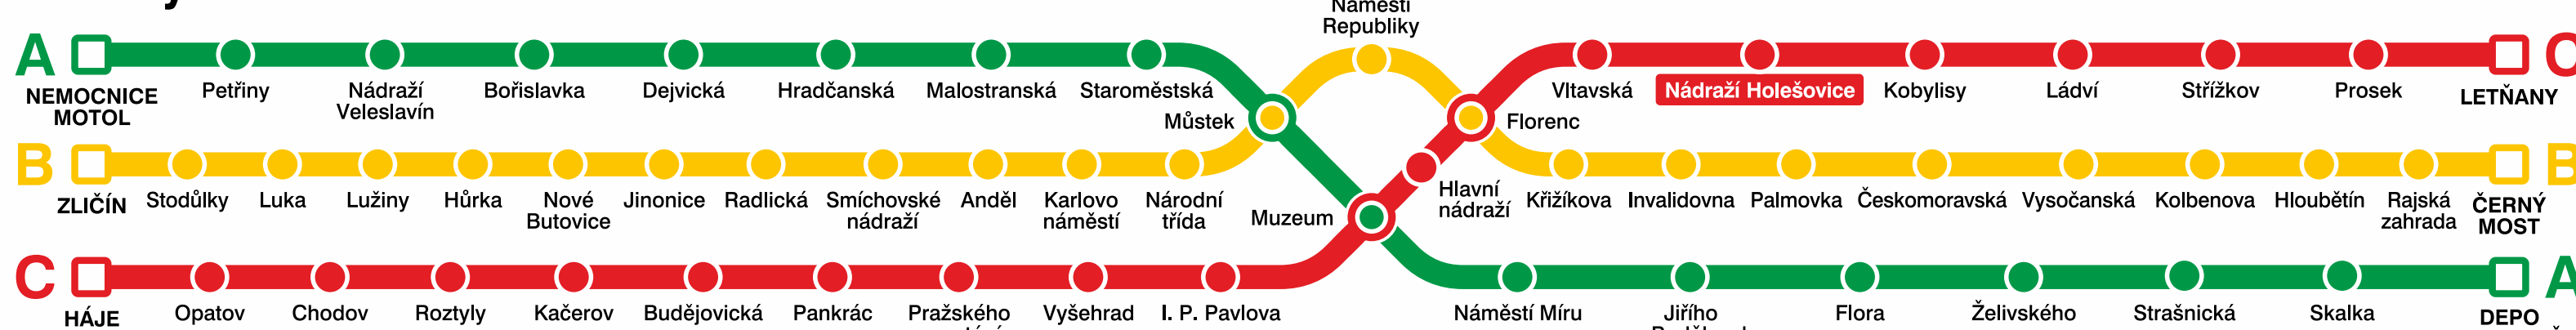 Náměstí
Republiky
A
C
NEMOCNICE
MOTOL
Petřiny
Nádraží
Veleslavín
Bořislavka
Dejvická
Hradčanská
Malostranská
Staroměstská
Můstek
Florenc
Vltavská
Nádraží Holešovice
Kobylisy
Ládví
Střížkov
Prosek
LETŇANY
B
B
ZLIČÍN
Stodůlky
Luka
Lužiny
Hůrka
Nové
Butovice
Jinonice
Radlická
Smíchovské
nádraží
Anděl
Karlovo
náměstí
Národní
třída
Muzeum
Hlavní
nádraží
Křižíkova
Invalidovna
Palmovka
Českomoravská
Vysočanská
Kolbenova
Hloubětín
Rajská
zahrada
ČERNÝ
MOST
C
A
HÁJE
Opatov
Chodov
Roztyly
Kačerov
Budějovická
Pankrác
Pražského
Vyšehrad
I. P. Pavlova
Náměstí Míru
Jiřího
Flora
Želivského
Strašnická
Skalka
DEPO